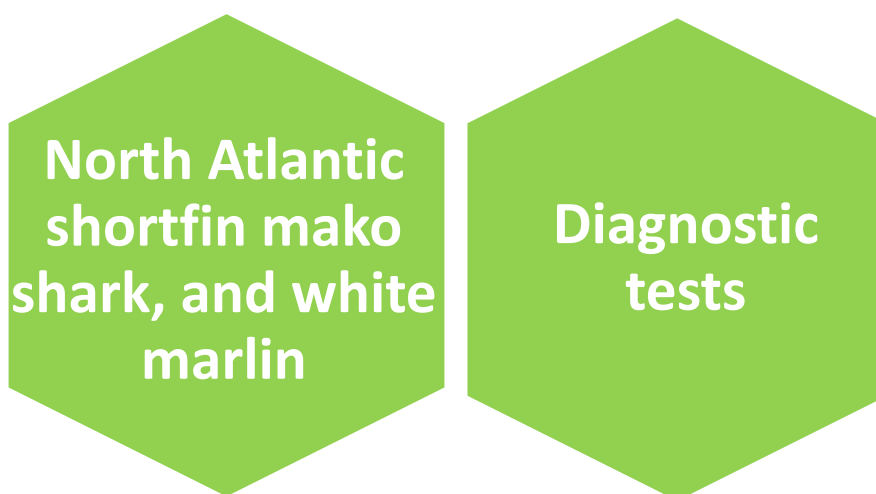 North Atlantic
shortfin mako
shark, and white
marlin
Diagnostic
tests